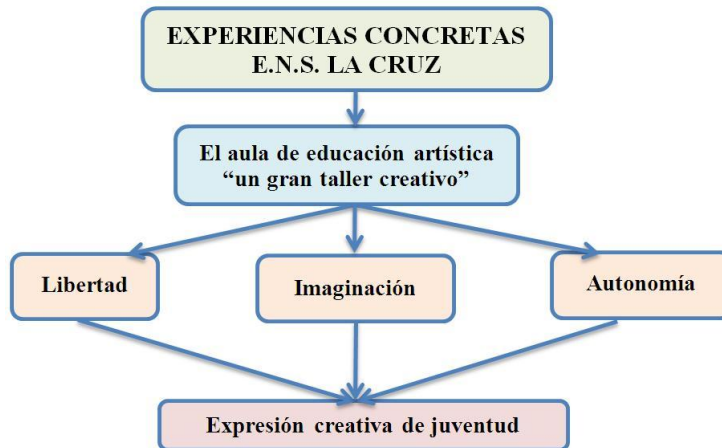 EXPERIENCIAS CONCRETAS
E.N.S. LA CRUZ
El aula de educación artística
“un gran taller creativo”
Libertad
Imaginación
Autonomía
Expresión creativa de juventud